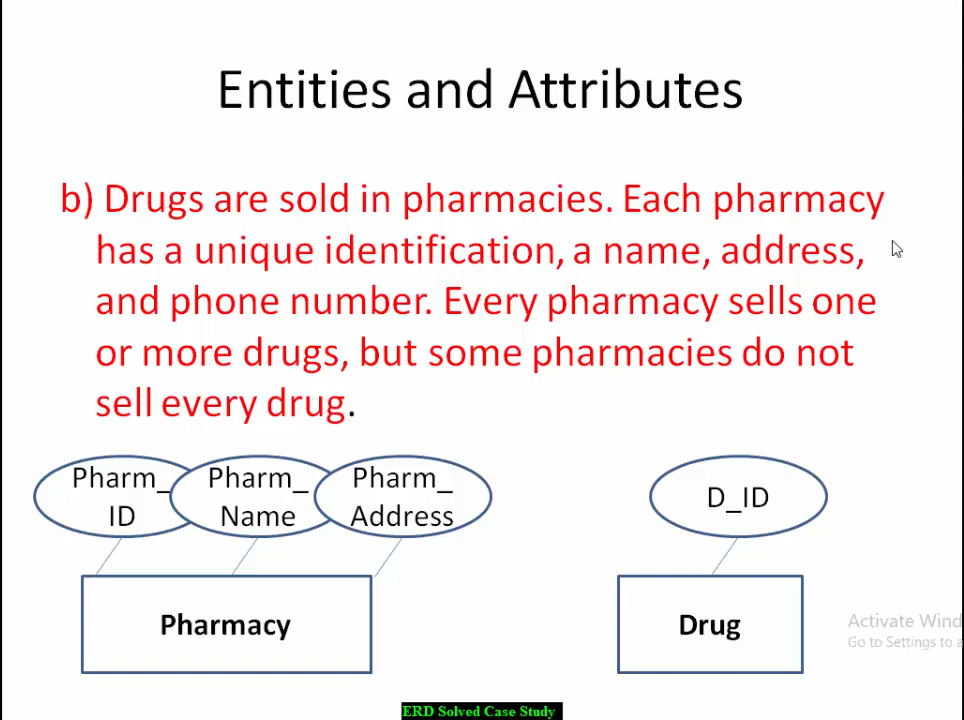 Entities and Attributes
b) Drugs are sold in pharmacies. Each pharmacy
has a unique identification, a name, address,
and phone number. Every pharmacy sells one
or more drugs, but some pharmacies do not
sell every drug.
Pharm_
ID
Pharm_
Name
Pharm_
Address
D_ID
Pharmacy
Drug
Activate Wind
Go to Settings to a
ERD Solved Case Study